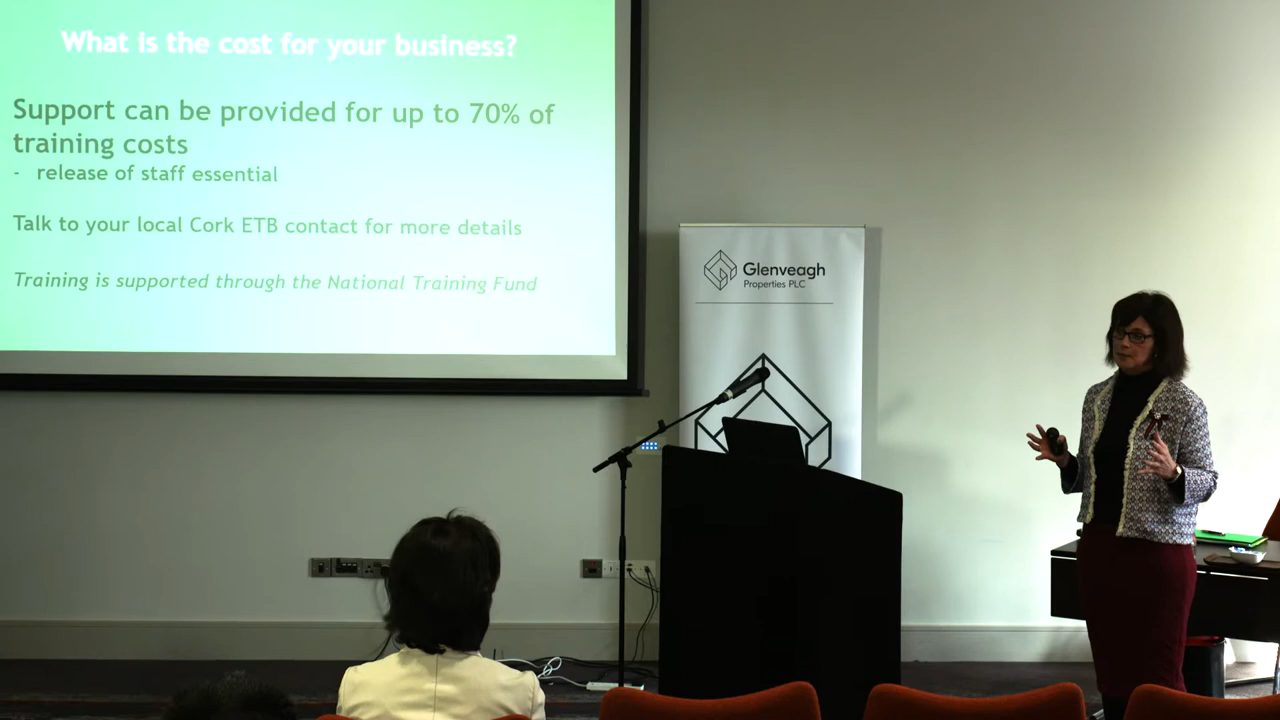 What is the cost for your business?
Support can be provided for up to 70% of
training costs
- release of staff essential
Talk to your local Cork ETB contact for more details
Training is supported through the National Training Fund
Glenveagh
Properties PLC